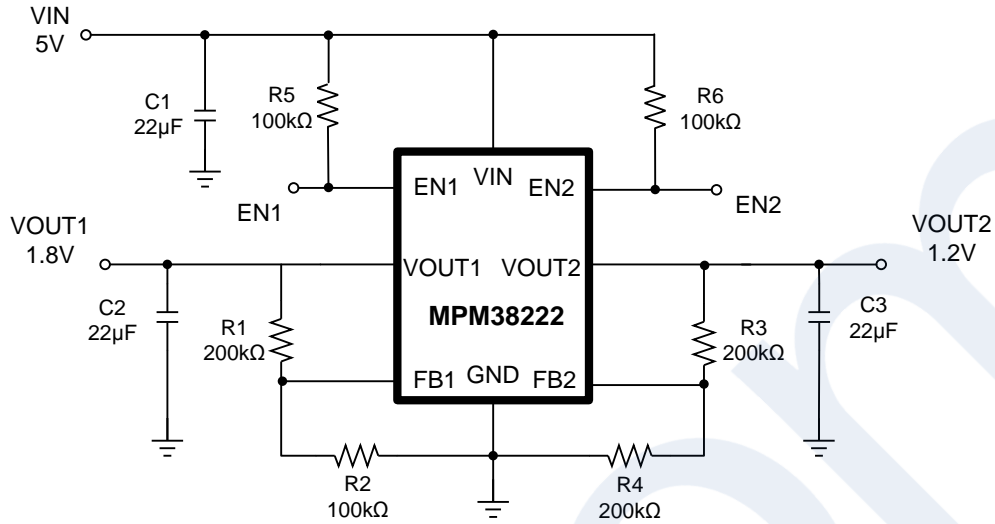 VIN
5V
C1
22µF
R5
100kΩ
R6
100kΩ
EN1
VIN
EN2
EN1
EN2
VOUT1
1.8V
VOUT2
1.2V
VOUT1
VOUT2
MPM38222
C2
22µF
R1
200kΩ
R3
200kΩ
C3
22µF
FB1
GND
FB2
R2
100kΩ
R4
200kΩ